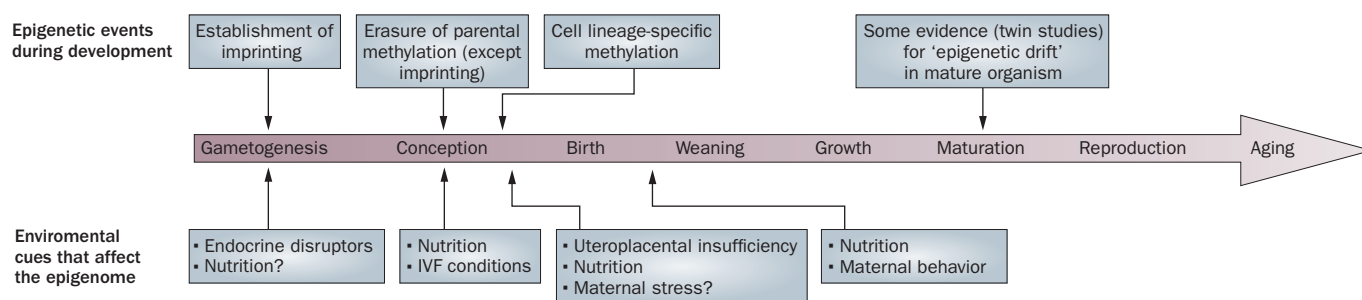 Epigenetic events
during development
Establishment of
imprinting
Erasure of parental
methylation (except
imprinting)
Cell lineage-specific
methylation
Some evidence (twin studies)
for ‘epigenetic drift’
in mature organism
Gametogenesis
Conception
Birth
Weaning
Growth
Maturation
Reproduction
Aging
Enviromental
cues that affect
the epigenome
▪ Endocrine disruptors
▪ Nutrition?
▪ Nutrition
▪ IVF conditions
▪ Uteroplacental insufficiency
▪ Nutrition
▪ Maternal stress?
▪ Nutrition
▪ Maternal behavior